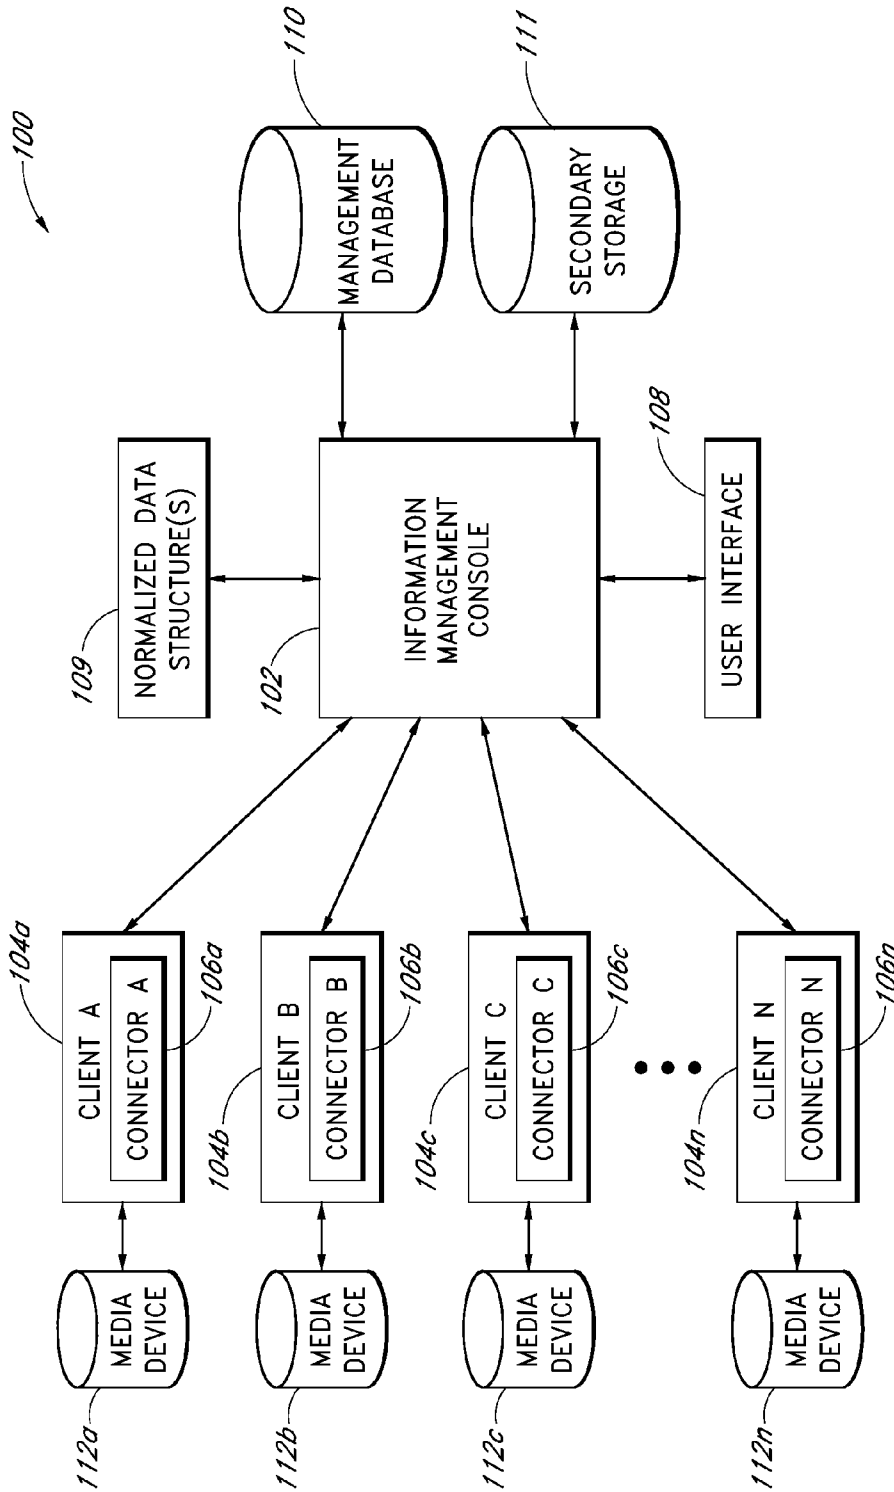 100
112a
MEDIA
DEVICE
104a
CLIENT A
CONNECTOR A
106a
112b
MEDIA
DEVICE
104b
CLIENT B
CONNECTOR B
106b
112c
MEDIA
DEVICE
104c
CLIENT C
CONNECTOR C
106c
112n
MEDIA
DEVICE
104n
CLIENT N
CONNECTOR N
106n
109
NORMALIZED DATA
STRUCTURE(S)
102
INFORMATION
MANAGEMENT
CONSOLE
108
USER INTERFACE
110
MANAGEMENT
DATABASE
111
SECONDARY
STORAGE